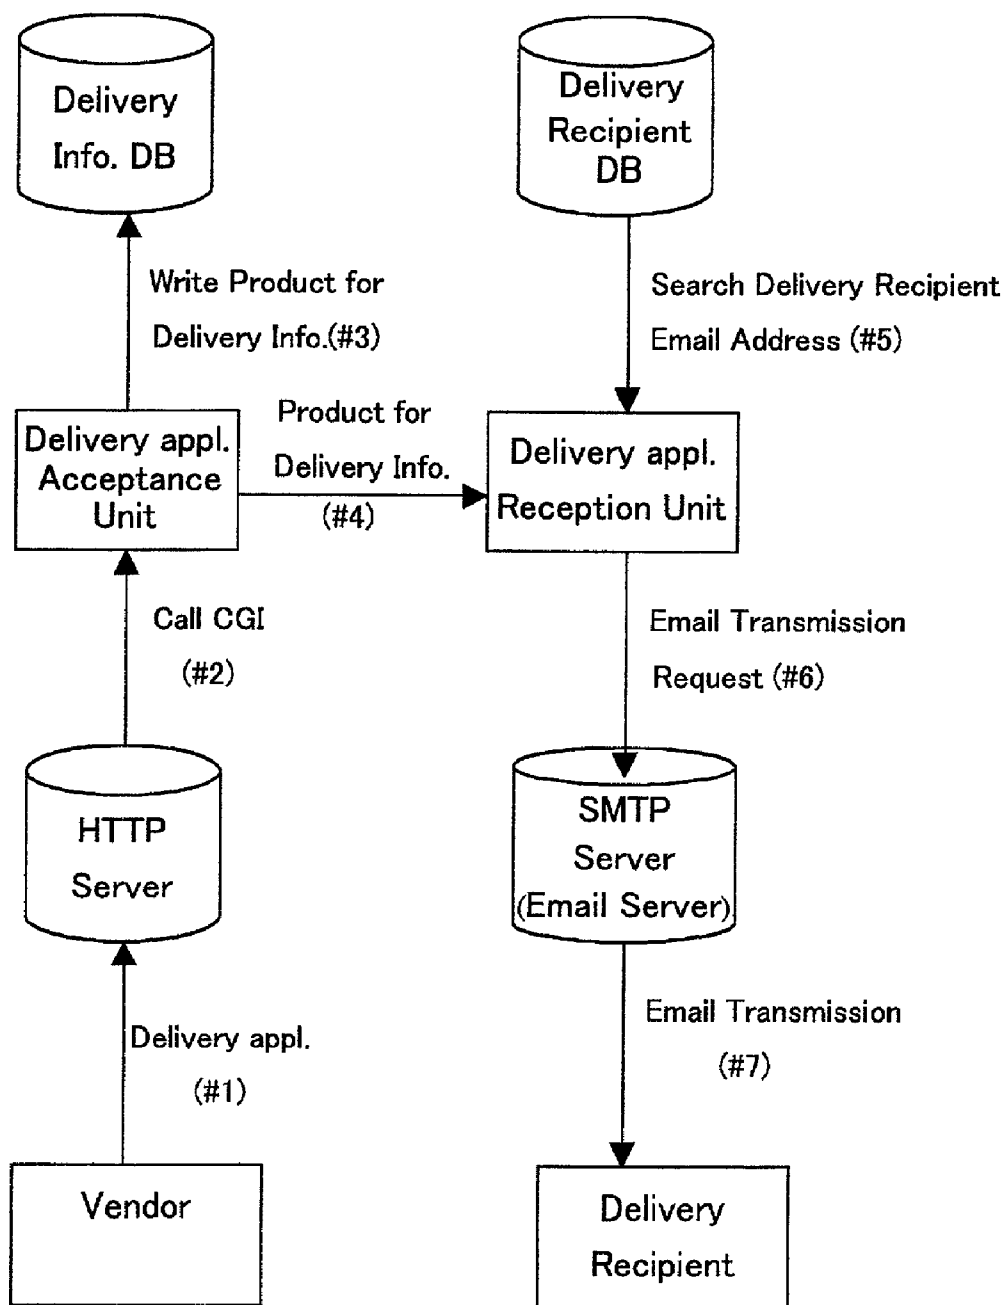 Delivery
Info. DB
Delivery
Recipient
DB
Write Product for
Delivery Info.(#3)
Search Delivery Recipient
Email Address (#5)
Delivery appl.
Acceptance
Unit
Product for
Delivery Info.
(#4)
Delivery appl.
Reception Unit
Call CGI
(#2)
Email Transmission
Request (#6)
HTTP
Server
SMTP
Server
(Email Server)
Delivery appl.
(#1)
Email Transmission
(#7)
Vendor
Delivery
Recipient